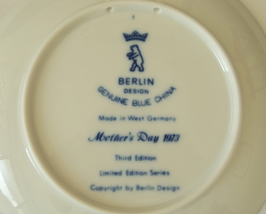 BERLIN
DESIGN
GENUINE BLUE CHINA
Made in West Germany
Mother's Day 1973
Third Edition
Limited Edition Series
Copyright by Berlin Design